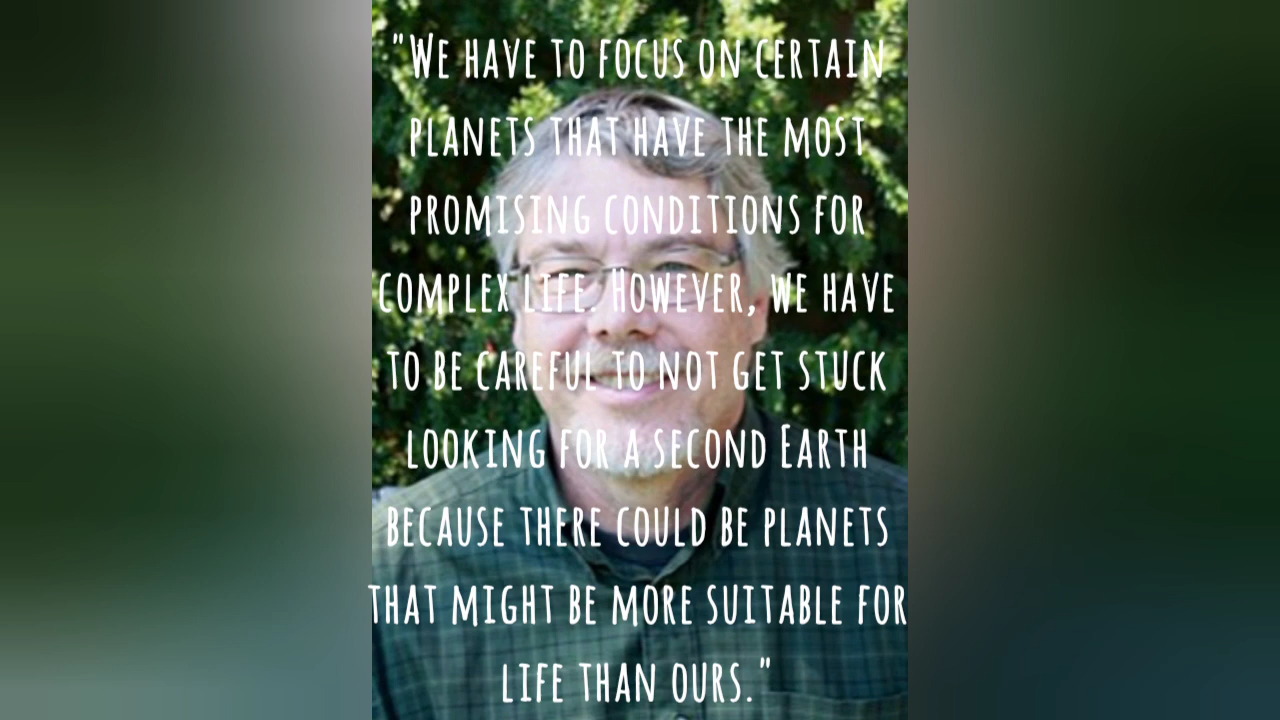 "We have to focus on certain
planets that have the most
promising conditions for
complex life. However, we have
to be careful to not get stuck
looking for a second Earth
because there could be planets
that might be more suitable for
life than ours."